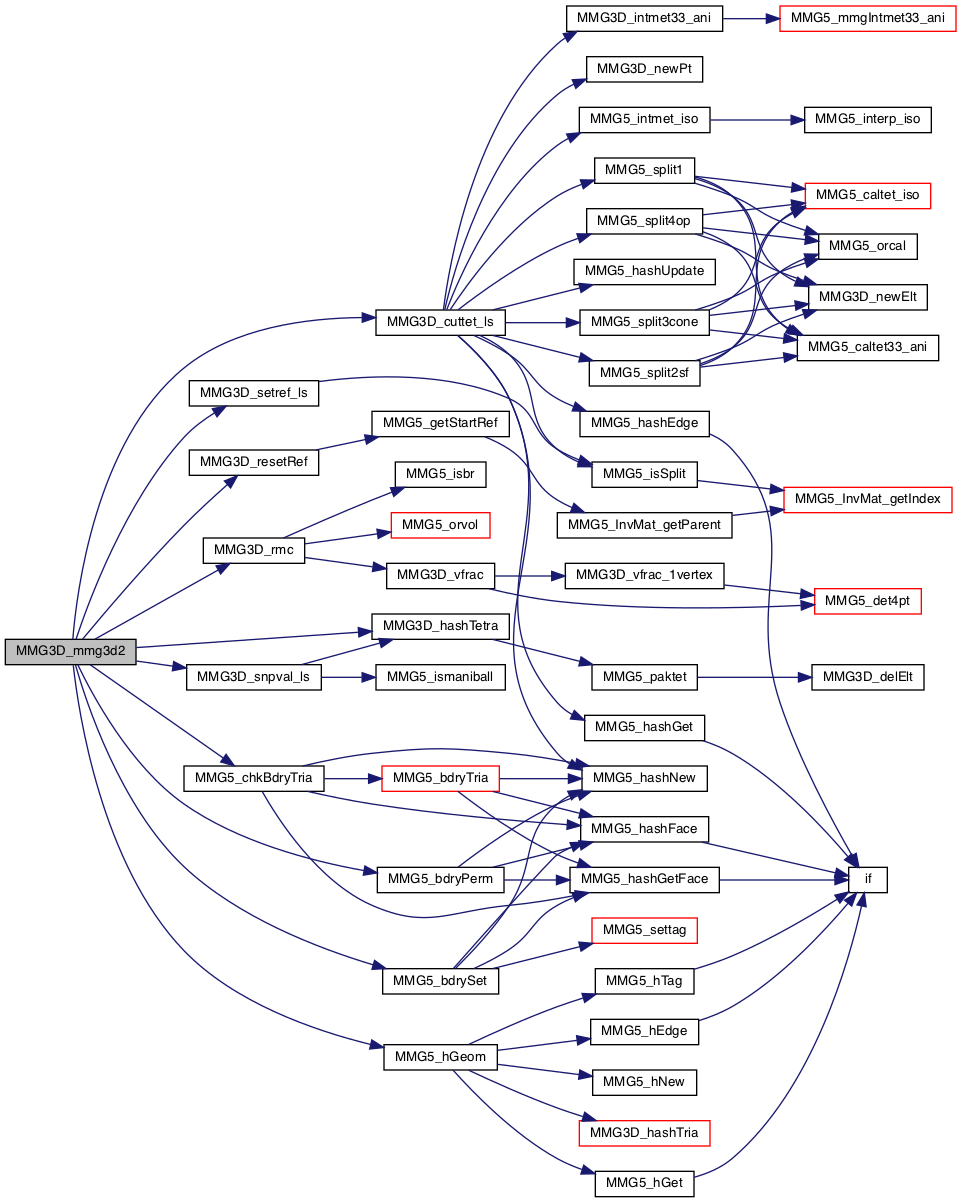 MMG3D_intmet33_ani
MMG5_mmgIntmet33_ani
MMG3D_newPt
MMG5_intmet_iso
MMG5_interp_iso
MMG5_split1
MMG5_caltet_iso
MMG5_split4op
MMG5_orcal
MMG5_hashUpdate
MMG3D_newElt
MMG3D_cuttet_ls
MMG5_split3cone
MMG5_caltet33_ani
MMG5_split2sf
MMG3D_setref_ls
MMG5_getStartRef
MMG5_hashEdge
MMG3D_resetRef
MMG5_isbr
MMG5_isSplit
MMG5_InvMat_getIndex
MMG5_orvol
MMG5_InvMat_getParent
MMG3D_rmc
MMG3D_vfrac
MMG3D_vfrac_1vertex
MMG5_det4pt
MMG3D_hashTetra
MMG3D_mmg3d2
MMG3D_snpval_ls
MMG5_ismaniball
MMG5_paktet
MMG3D_delElt
MMG5_hashGet
MMG5_chkBdryTria
MMG5_bdryTria
MMG5_hashNew
MMG5_hashFace
MMG5_bdryPerm
MMG5_hashGetFace
if
MMG5_settag
MMG5_bdrySet
MMG5_hTag
MMG5_hEdge
MMG5_hGeom
MMG5_hNew
MMG3D_hashTria
MMG5_hGet